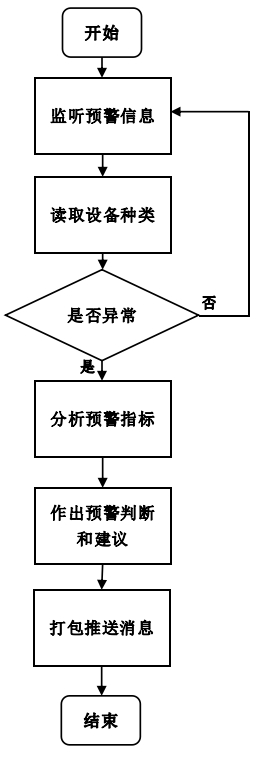 开始
监听预警信息
读取设备种类
是否异常
否
是
分析预警指标
作出预警判断
和建议
打包推送消息
结束